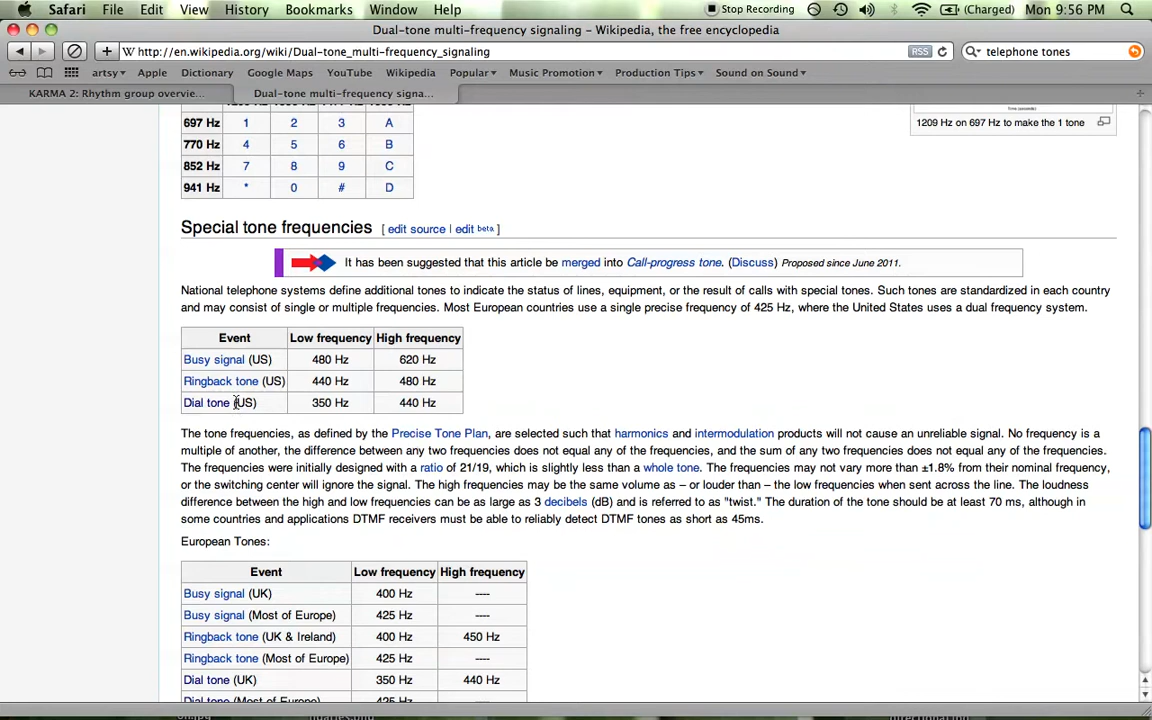 Safari File Edit View History Bookmarks Window Help Stop Recording (Charged) Mon 9:56 PM
Dual-tone multi-frequency signaling – Wikipedia, the free encyclopedia
W http://en.wikipedia.org/wiki/Dual-tone_multi-frequency_signaling RSS telephone tones
artsy Apple Dictionary Google Maps YouTube Wikipedia Popular Music Promotion Production Tips Sound on Sound
KARMA 2: Rhythm group overvie... Dual-tone multi-frequency signa...
697 Hz 1 2 3 A
1209 Hz on 697 Hz to make the 1 tone
770 Hz 4 5 6 B
852 Hz 7 8 9 C
941 Hz * 0 # D
Special tone frequencies [ edit source | edit beta ]
It has been suggested that this article be merged into Call-progress tone. (Discuss) Proposed since June 2011.
National telephone systems define additional tones to indicate the status of lines, equipment, or the result of calls with special tones. Such tones are standardized in each country
and may consist of single or multiple frequencies. Most European countries use a single precise frequency of 425 Hz, where the United States uses a dual frequency system.
Event Low frequency High frequency
Busy signal (US) 480 Hz 620 Hz
Ringback tone (US) 440 Hz 480 Hz
Dial tone (US) 350 Hz 440 Hz
The tone frequencies, as defined by the Precise Tone Plan, are selected such that harmonics and intermodulation products will not cause an unreliable signal. No frequency is a
multiple of another, the difference between any two frequencies does not equal any of the frequencies, and the sum of any two frequencies does not equal any of the frequencies.
The frequencies were initially designed with a ratio of 21/19, which is slightly less than a whole tone. The frequencies may not vary more than ±1.8% from their nominal frequency,
or the switching center will ignore the signal. The high frequencies may be the same volume as – or louder than – the low frequencies when sent across the line. The loudness
difference between the high and low frequencies can be as large as 3 decibels (dB) and is referred to as "twist." The duration of the tone should be at least 70 ms, although in
some countries and applications DTMF receivers must be able to reliably detect DTMF tones as short as 45ms.
European Tones:
Event Low frequency High frequency
Busy signal (UK) 400 Hz ----
Busy signal (Most of Europe) 425 Hz ----
Ringback tone (UK & Ireland) 400 Hz 450 Hz
Ringback tone (Most of Europe) 425 Hz ----
Dial tone (UK) 350 Hz 440 Hz
Dial tone (Most of Europe) 425 Hz ----